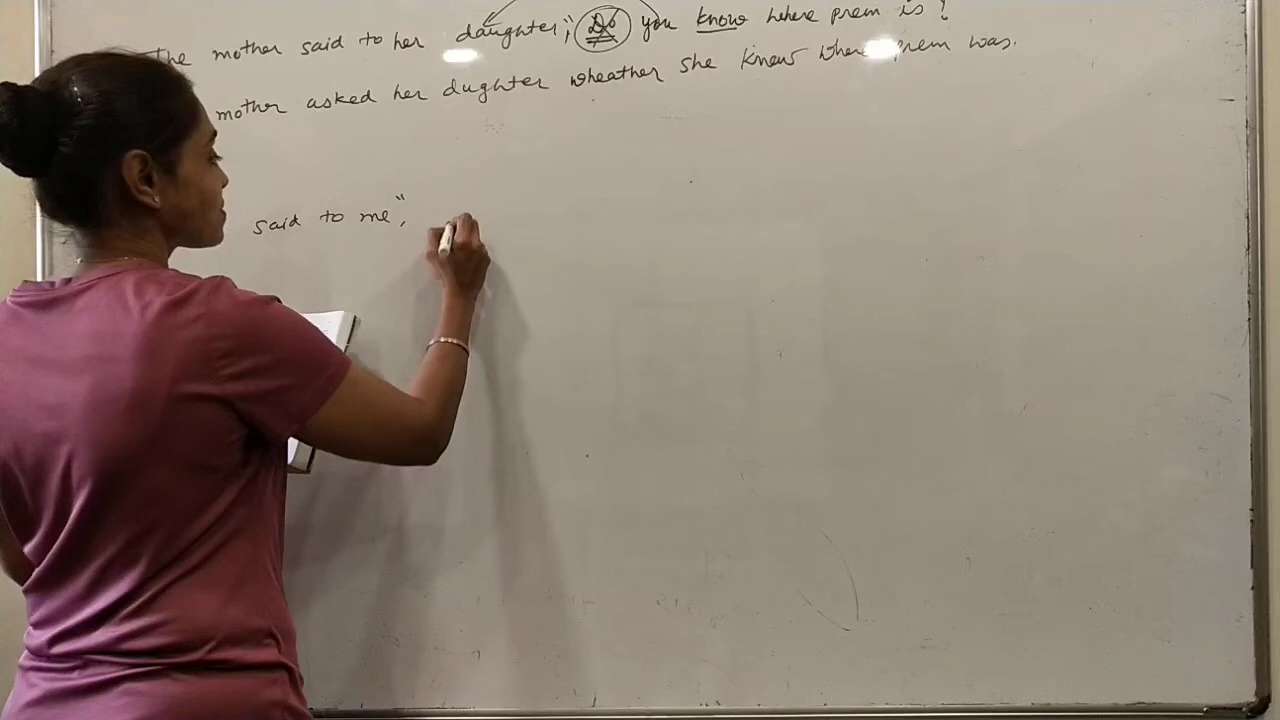 The mother said to her daughter," Do you know where prem is?
mother asked her dughter wheather she knew where prem was.
said to me,"